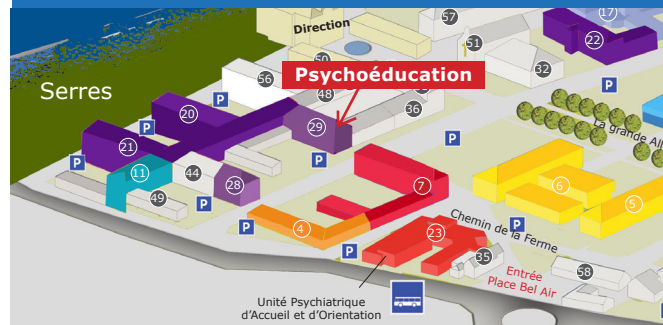 17
57
Direction
51
22
32
50
56
Psychoéducation
48
36
Serres
20
29
La grande All
21
11
44
28
7
6
49
5
4
Chemin de la Ferme
23
35
Entrée
Place Bel Air
58
Unité Psychiatrique
d'Accueil et d'Orientation
P
P
P
P
P
P
P
P
P
P
P